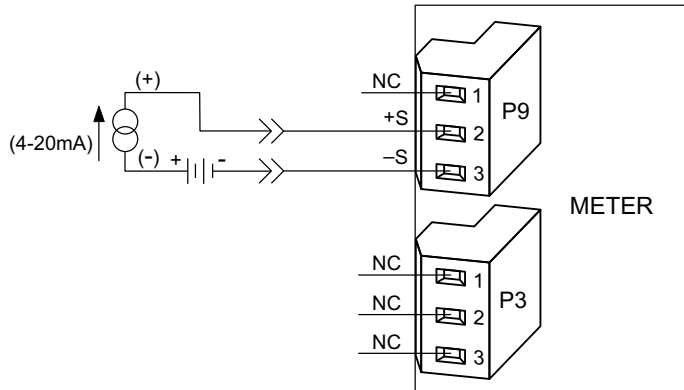 (+)
(4-20mA)
(-) + -
NC 1
+S 2
–S 3
P9
METER
NC 1
NC 2
NC 3
P3